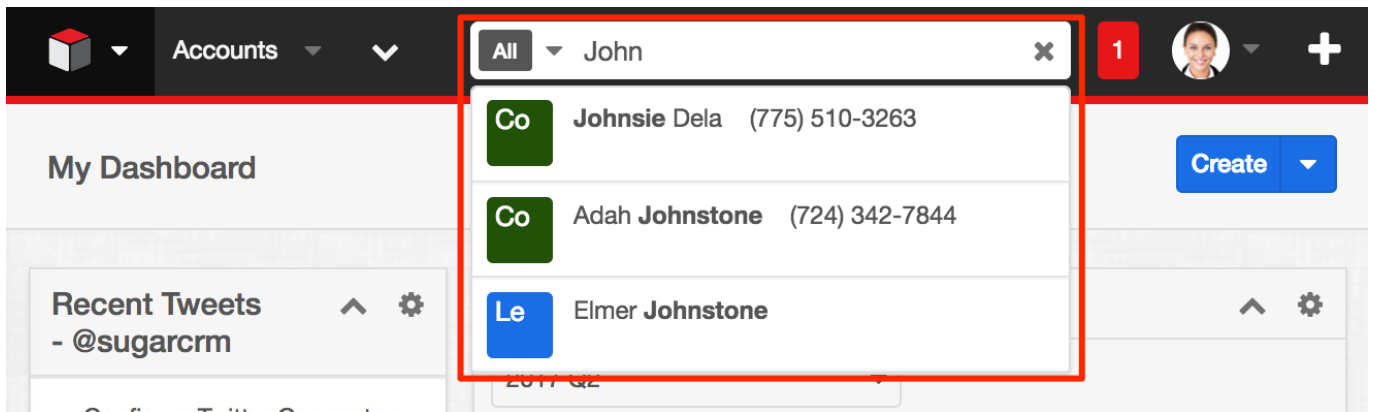 Accounts
All John
1
Co Johnsie Dela (775) 510-3263
My Dashboard
Create
Co Adah Johnstone (724) 342-7844
Recent Tweets
- @sugarcrm
Le Elmer Johnstone